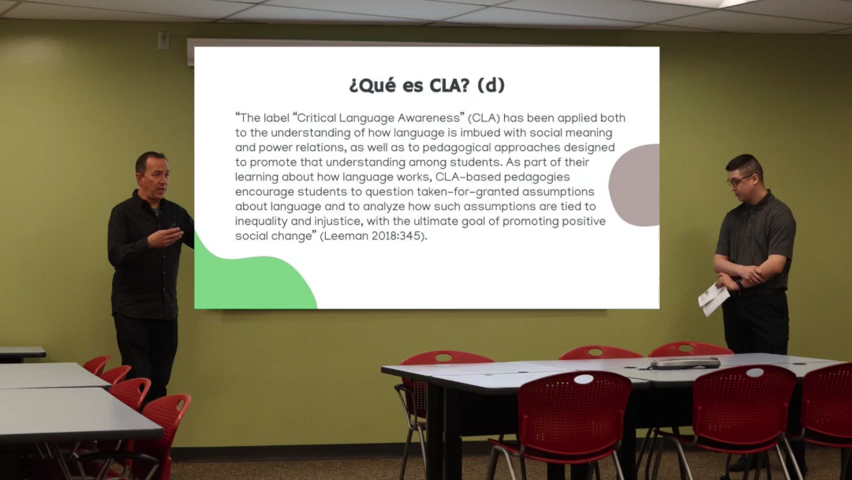 ¿Qué es CLA? (d)
“The label “Critical Language Awareness” (CLA) has been applied both
to the understanding of how language is imbued with social meaning
and power relations, as well as to pedagogical approaches designed
to promote that understanding among students. As part of their
learning about how language works, CLA-based pedagogies
encourage students to question taken-for-granted assumptions
about language and to analyze how such assumptions are tied to
inequality and injustice, with the ultimate goal of promoting positive
social change” (Leeman 2018:345).